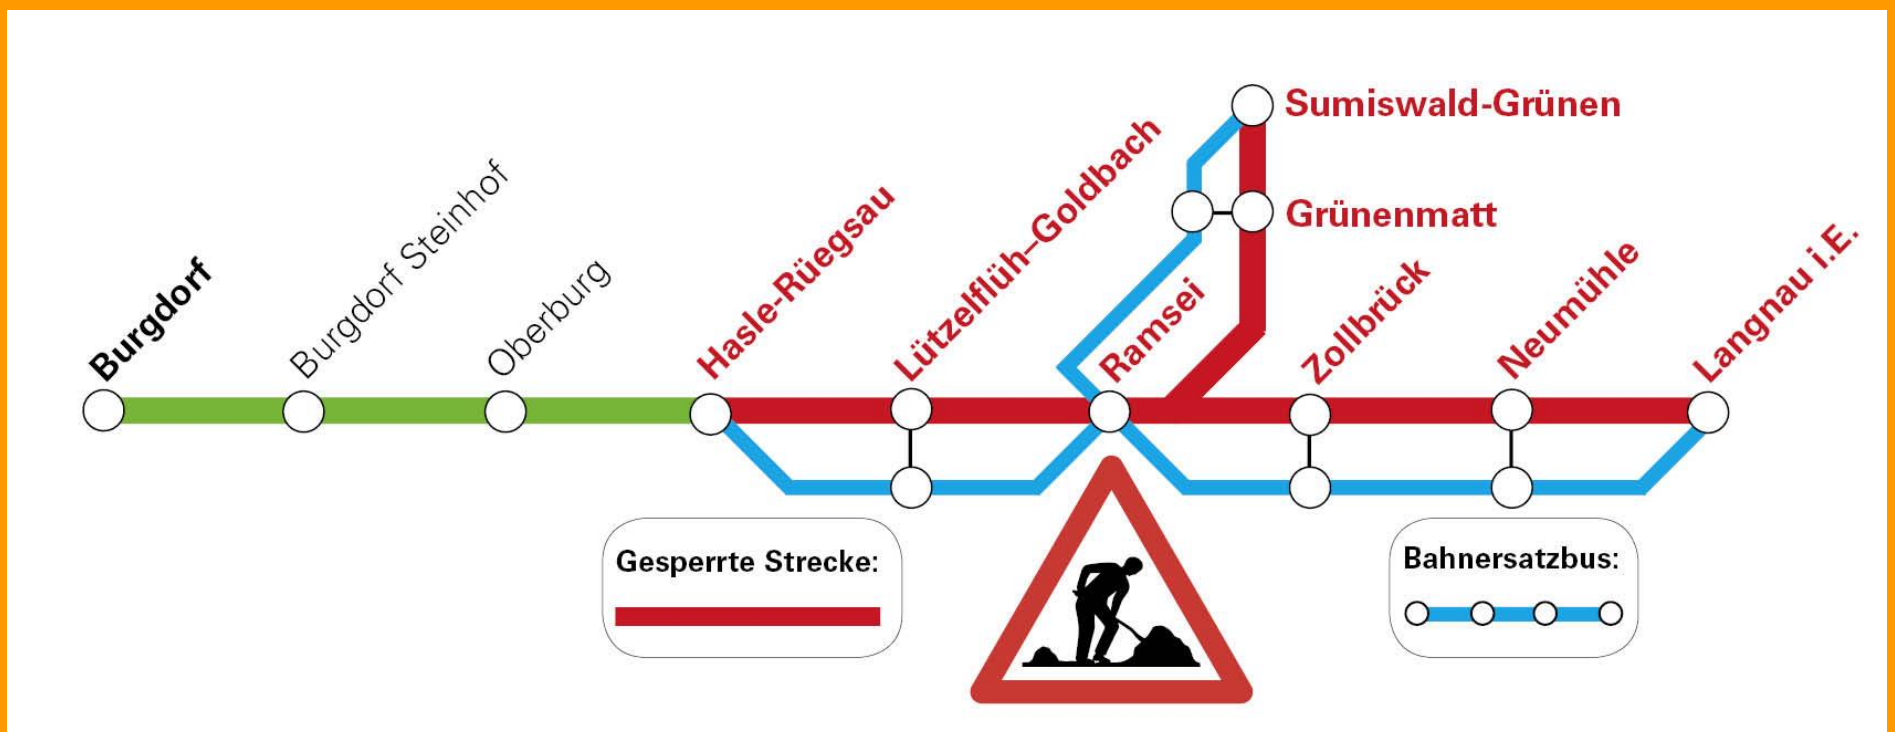 Sumiswald-Grünen
Grünenmatt
Burgdorf
Burgdorf Steinhof
Oberburg
Hasle-Rüegsau
Lützelflüh–Goldbach
Ramsei
Zollbrück
Neumühle
Langnau i.E.
Gesperrte Strecke:
Bahnersatzbus: